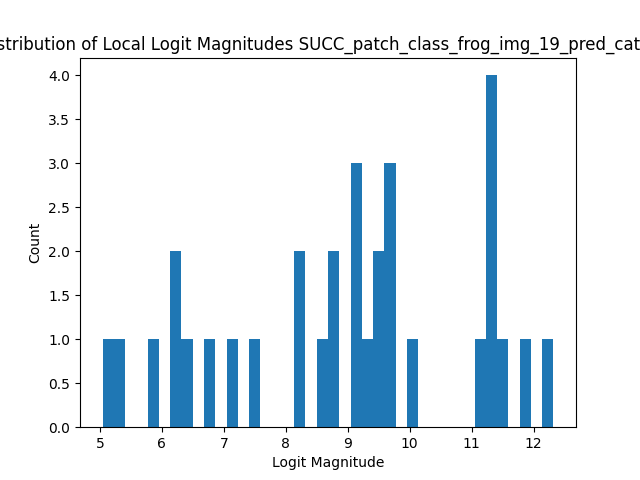 stribution of Local Logit Magnitudes SUCC_patch_class_frog_img_19_pred_cat
4.0
3.5
3.0
2.5
2.0
1.5
1.0
0.5
0.0
Count
5 6 7 8 9 10 11 12
Logit Magnitude